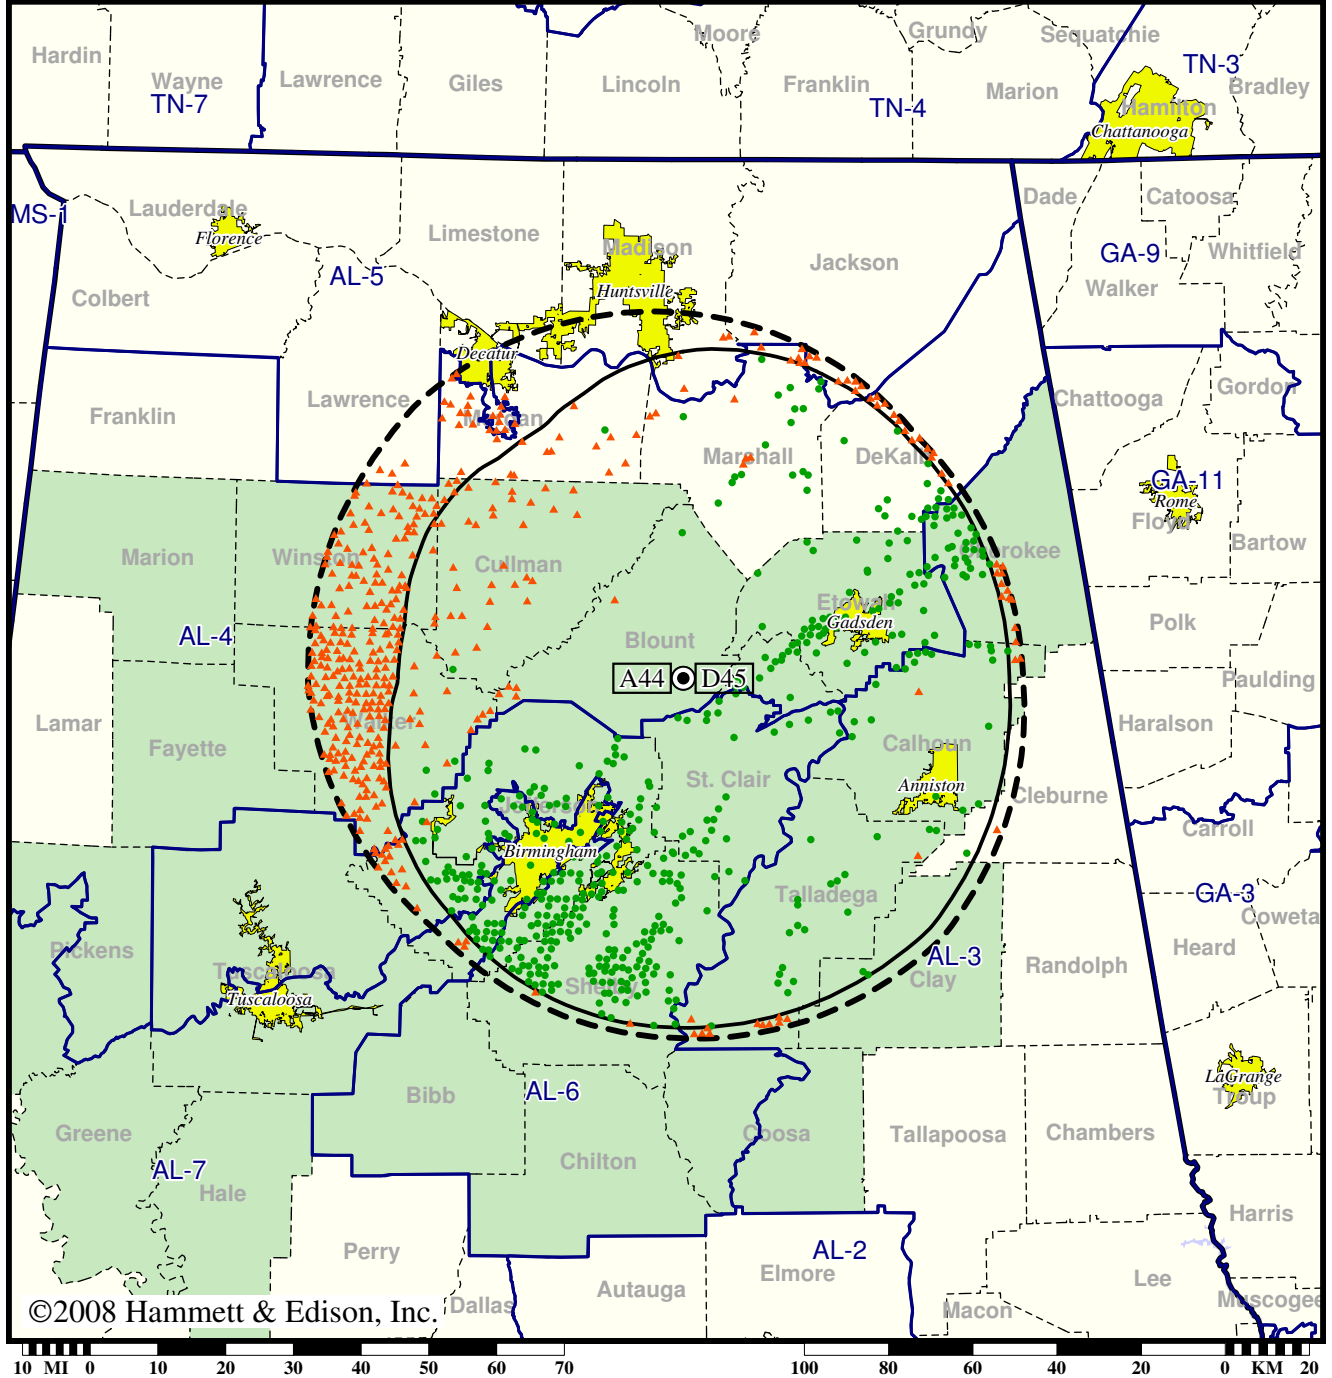 Hardin
Wayne
TN-7
Lawrence
Giles
Lincoln
Moore
Franklin
TN-4
Grundy
Sequatchie
Marion
TN-3
Hamilton
Bradley
Chattanooga
MS-1
Lauderdale
Florence
Colbert
AL-5
Limestone
Madison
Huntsville
Jackson
Dade
Catoosa
GA-9
Walker
Whitfield
Decatur
Franklin
Lawrence
Morgan
Marshall
DeKalb
Chattooga
Gordon
GA-11
Rome
Floyd
Bartow
Marion
Winston
Cullman
Cherokee
AL-4
Blount
Etowah
Gadsden
Polk
Paulding
A44
D45
Lamar
Fayette
Walker
St. Clair
Calhoun
Anniston
Cleburne
Haralson
Carroll
Jefferson
Birmingham
Talladega
GA-3
Coweta
Heard
Pickens
Tuscaloosa
Tuscaloosa
Shelby
AL-3
Clay
Randolph
LaGrange
Troup
Greene
AL-7
Hale
Bibb
AL-6
Chilton
Coosa
Tallapoosa
Chambers
Harris
Perry
Dallas
Autauga
AL-2
Elmore
Macon
Lee
Muscogee
©2008 Hammett & Edison, Inc.
10 MI 0 10 20 30 40 50 60 70 100 80 60 40 20 0 KM 20